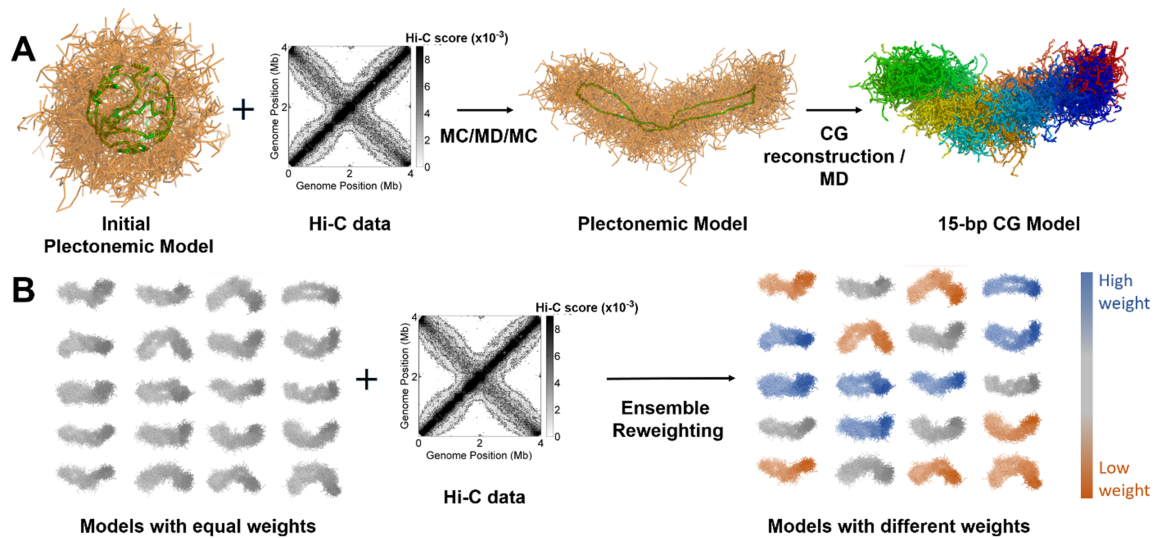 A
Initial
Plectonemic Model
+
Hi-C score (x10⁻³)
Genome Position (Mb)
4
2
0
0 2 4
Genome Position (Mb)
8
6
4
2
0
Hi-C data
MC/MD/MC
Plectonemic Model
CG
reconstruction /
MD
15-bp CG Model
B
Models with equal weights
+
Hi-C score (x10⁻³)
Genome Position (Mb)
4
2
0
0 2 4
Genome Position (Mb)
8
6
4
2
0
Hi-C data
Ensemble
Reweighting
High
weight
Low
weight
Models with different weights